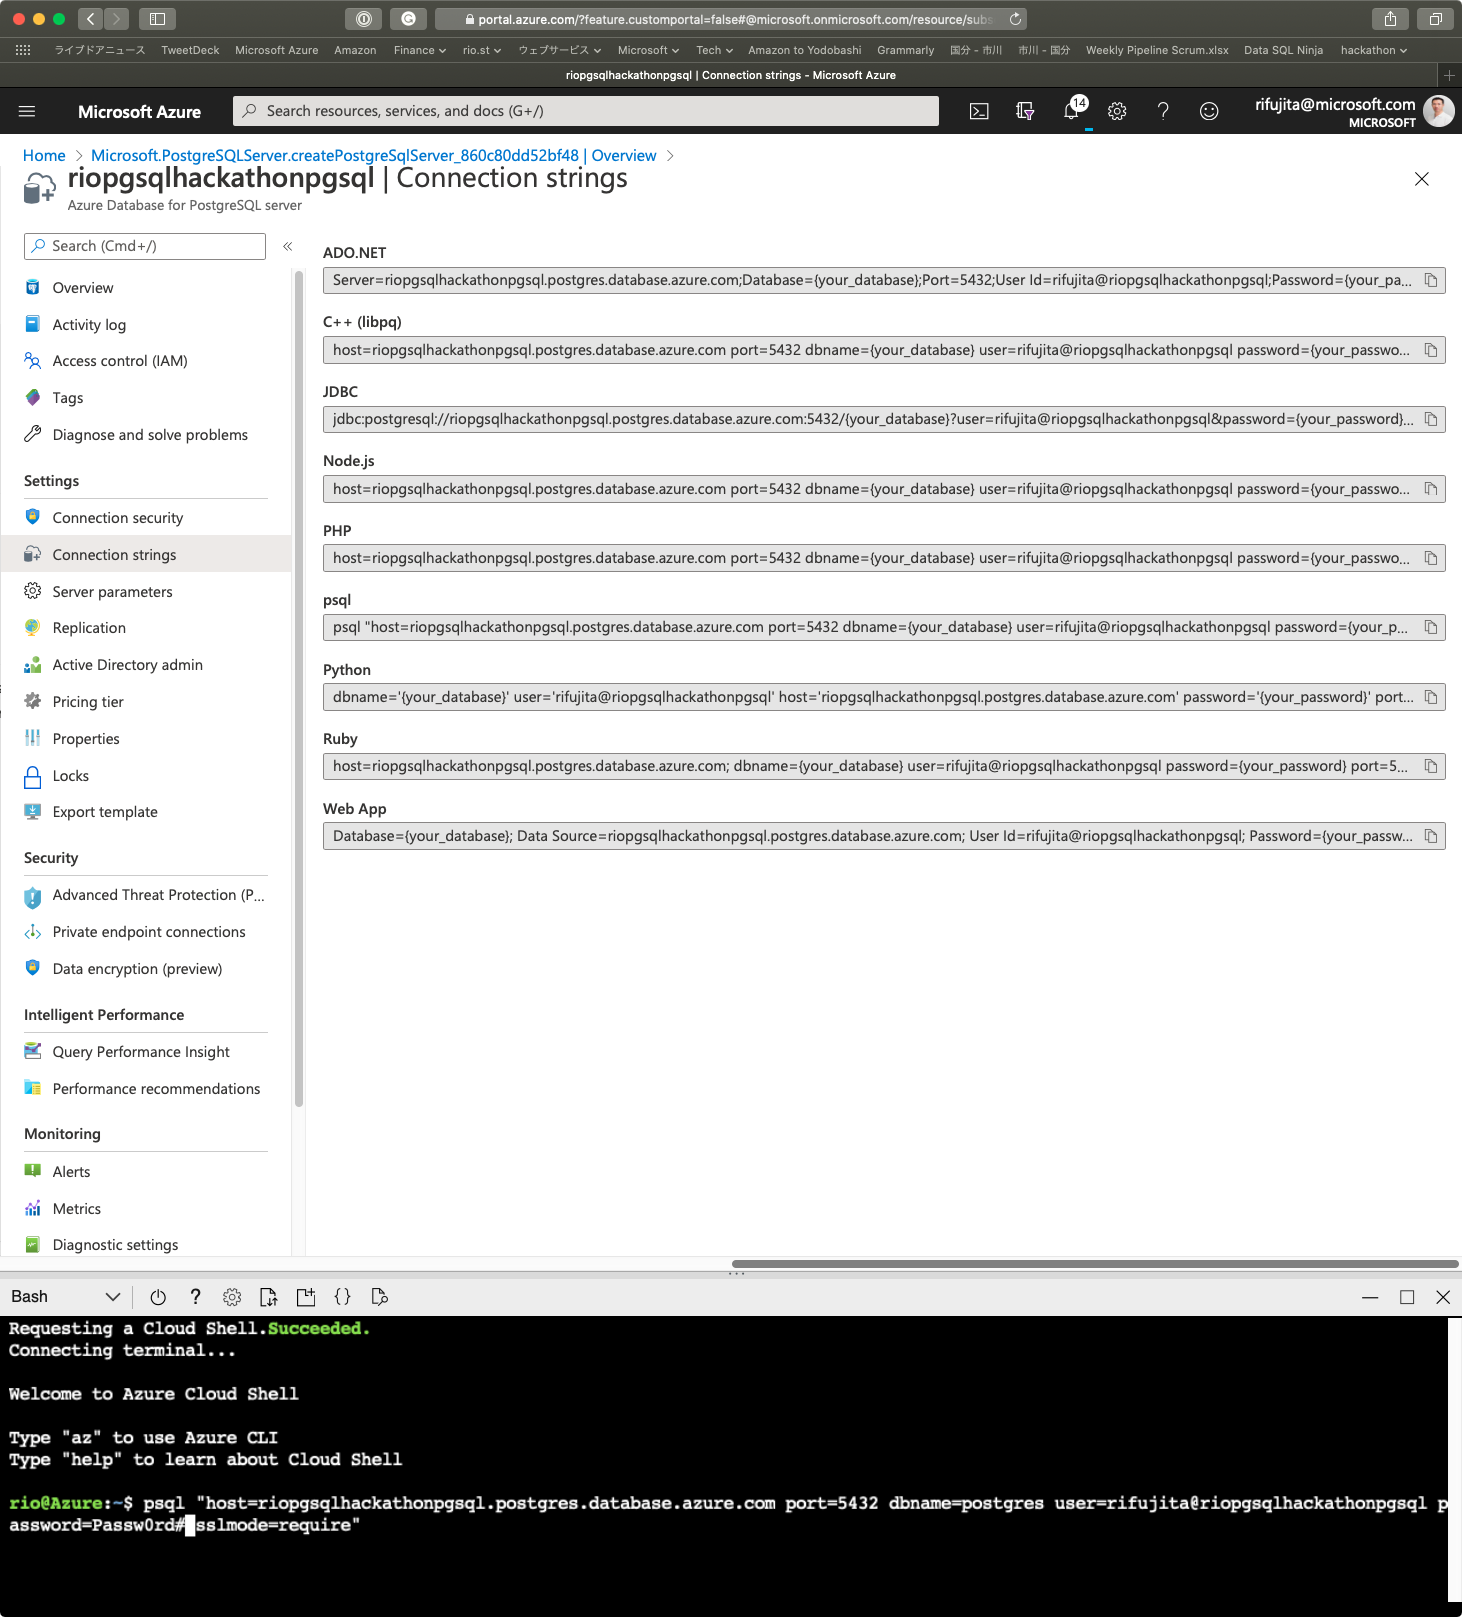 portal.azure.com/?feature.customportal=false#@microsoft.onmicrosoft.com/resource/subs
ライブドアニュース TweetDeck Microsoft Azure Amazon Finance rio.st ウェブサービス Microsoft Tech Amazon to Yodobashi Grammarly 国分 - 市川 市川 - 国分 Weekly Pipeline Scrum.xlsx Data SQL Ninja hackathon
riopgsqlhackathonpgsql | Connection strings - Microsoft Azure
Microsoft Azure
Search resources, services, and docs (G+/)
14
rifujita@microsoft.com
MICROSOFT
Home > Microsoft.PostgreSQLServer.createPostgreSqlServer_860c80dd52bf48 | Overview >
riopgsqlhackathonpgsql | Connection strings
Azure Database for PostgreSQL server
Search (Cmd+/)
«
Overview
Activity log
Access control (IAM)
Tags
Diagnose and solve problems
Settings
Connection security
Connection strings
Server parameters
Replication
Active Directory admin
Pricing tier
Properties
Locks
Export template
Security
Advanced Threat Protection (P...
Private endpoint connections
Data encryption (preview)
Intelligent Performance
Query Performance Insight
Performance recommendations
Monitoring
Alerts
Metrics
Diagnostic settings
ADO.NET
Server=riopgsqlhackathonpgsql.postgres.database.azure.com;Database={your_database};Port=5432;User Id=rifujita@riopgsqlhackathonpgsql;Password={your_pa...
C++ (libpq)
host=riopgsqlhackathonpgsql.postgres.database.azure.com port=5432 dbname={your_database} user=rifujita@riopgsqlhackathonpgsql password={your_passwo...
JDBC
jdbc:postgresql://riopgsqlhackathonpgsql.postgres.database.azure.com:5432/{your_database}?user=rifujita@riopgsqlhackathonpgsql&password={your_password}...
Node.js
host=riopgsqlhackathonpgsql.postgres.database.azure.com port=5432 dbname={your_database} user=rifujita@riopgsqlhackathonpgsql password={your_passwo...
PHP
host=riopgsqlhackathonpgsql.postgres.database.azure.com port=5432 dbname={your_database} user=rifujita@riopgsqlhackathonpgsql password={your_passwo...
psql
psql "host=riopgsqlhackathonpgsql.postgres.database.azure.com port=5432 dbname={your_database} user=rifujita@riopgsqlhackathonpgsql password={your_p...
Python
dbname='{your_database}' user='rifujita@riopgsqlhackathonpgsql' host='riopgsqlhackathonpgsql.postgres.database.azure.com' password='{your_password}' port...
Ruby
host=riopgsqlhackathonpgsql.postgres.database.azure.com; dbname={your_database} user=rifujita@riopgsqlhackathonpgsql password={your_password} port=5...
Web App
Database={your_database}; Data Source=riopgsqlhackathonpgsql.postgres.database.azure.com; User Id=rifujita@riopgsqlhackathonpgsql; Password={your_passw...
Bash
Requesting a Cloud Shell.Succeeded.
Connecting terminal...
Welcome to Azure Cloud Shell
Type "az" to use Azure CLI
Type "help" to learn about Cloud Shell
rio@Azure:~$ psql "host=riopgsqlhackathonpgsql.postgres.database.azure.com port=5432 dbname=postgres user=rifujita@riopgsqlhackathonpgsql p
assword=Passw0rd# sslmode=require"